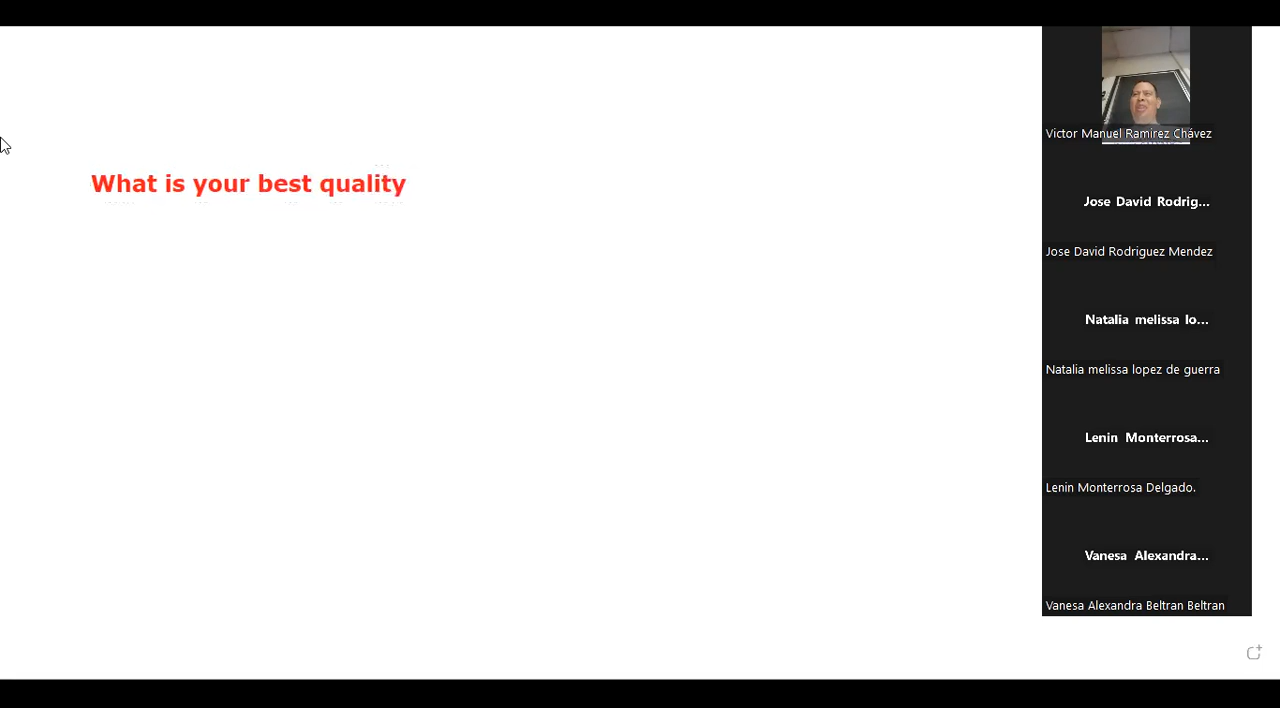 What is your best quality
Victor Manuel Ramirez Chávez
Jose David Rodrig...
Jose David Rodriguez Mendez
Natalia melissa lo...
Natalia melissa lopez de guerra
Lenin Monterrosa...
Lenin Monterrosa Delgado.
Vanesa Alexandra...
Vanesa Alexandra Beltran Beltran